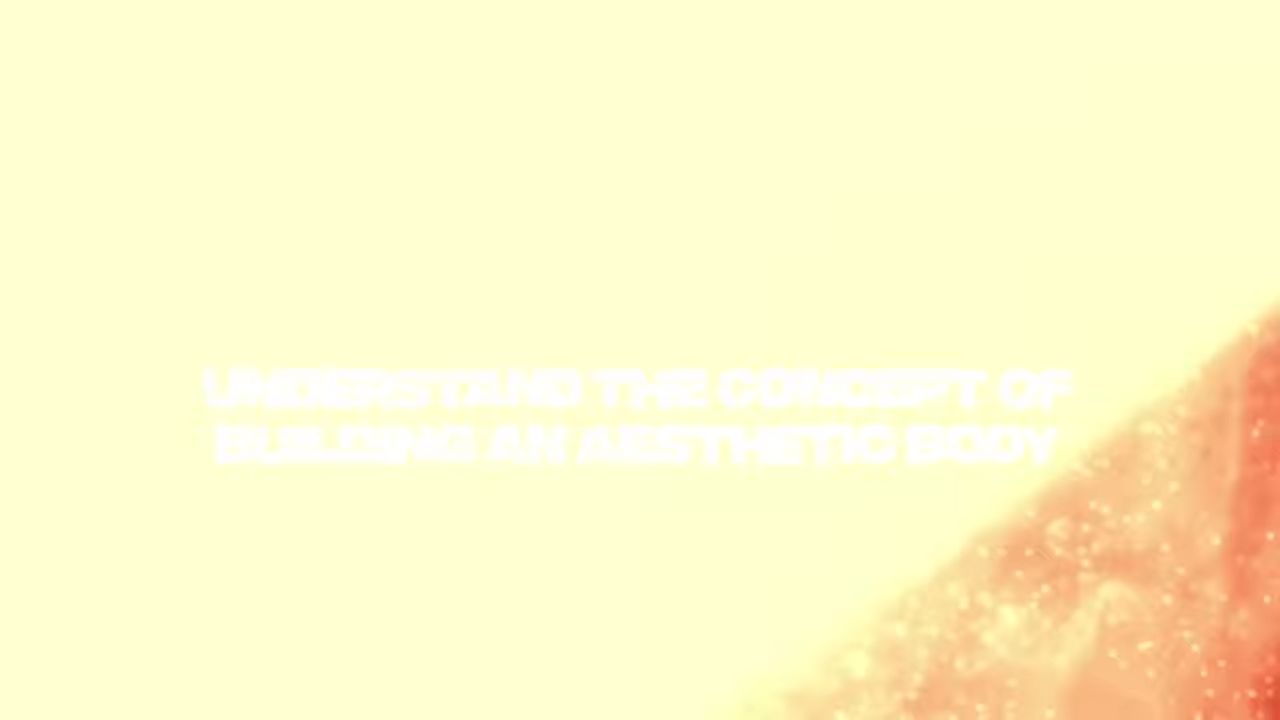 UNDERSTAND THE CONCEPT OF
BUILDING AN AESTHETIC BODY